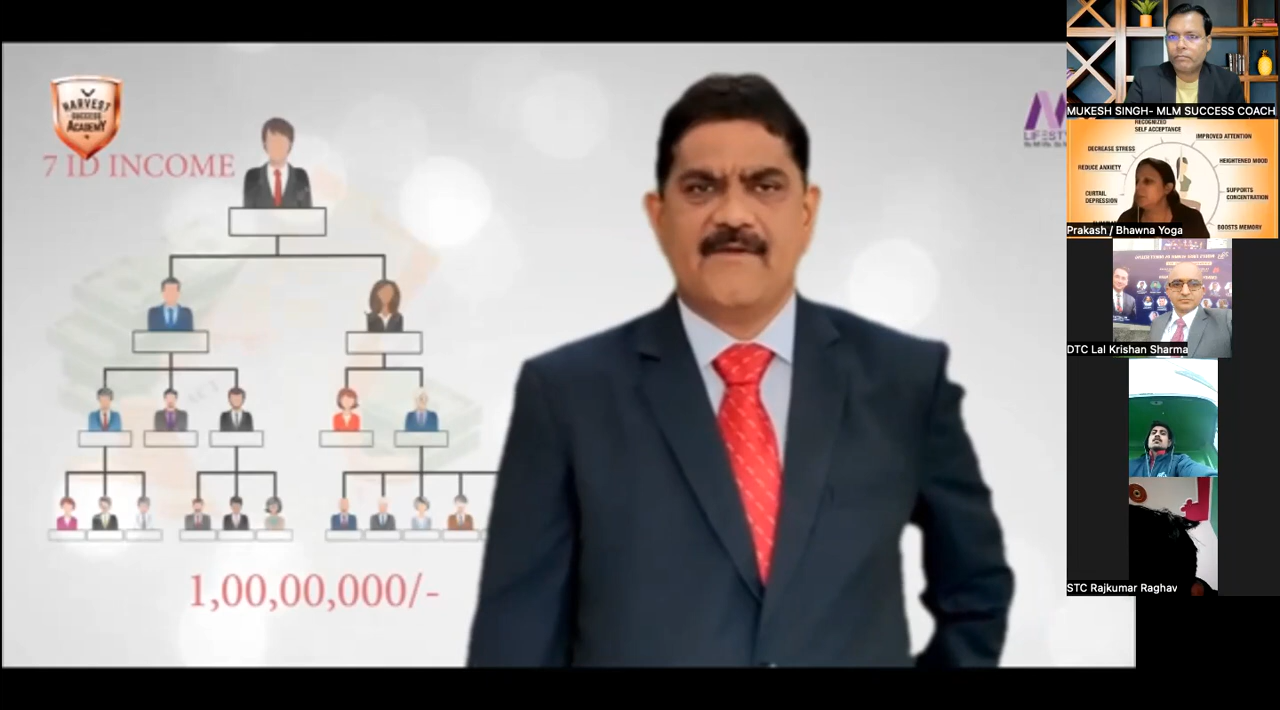 HARVEST
SUCCESS
ACADEMY
7 ID INCOME
1,00,00,000/-
MUKESH SINGH- MLM SUCCESS COACH
RECOGNIZED
SELF ACCEPTANCE
IMPROVED ATTENTION
DECREASE STRESS
HEIGHTENED MOOD
REDUCE ANXIETY
CURTAIL
DEPRESSION
SUPPORTS
CONCENTRATION
BOOSTS MEMORY
Prakash / Bhawna Yoga
DTC Lal Krishan Sharma
STC Rajkumar Raghav